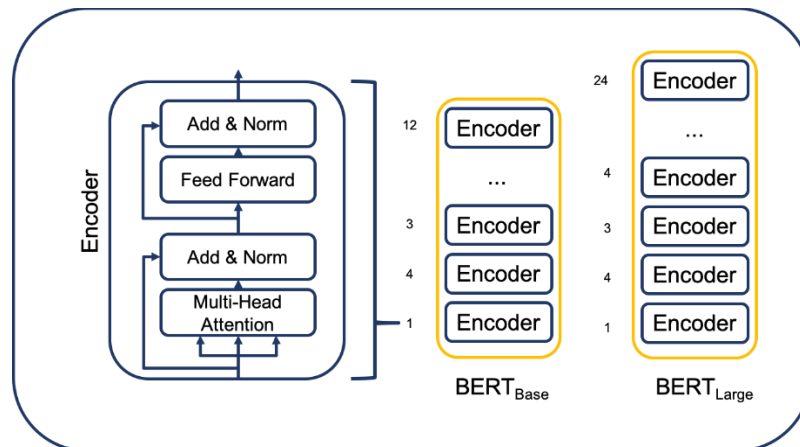 Encoder
Add & Norm
Feed Forward
Add & Norm
Multi-Head
Attention
12
Encoder
...
3
Encoder
4
Encoder
1
Encoder
BERTBase
24
Encoder
...
4
Encoder
3
Encoder
4
Encoder
1
Encoder
BERTLarge